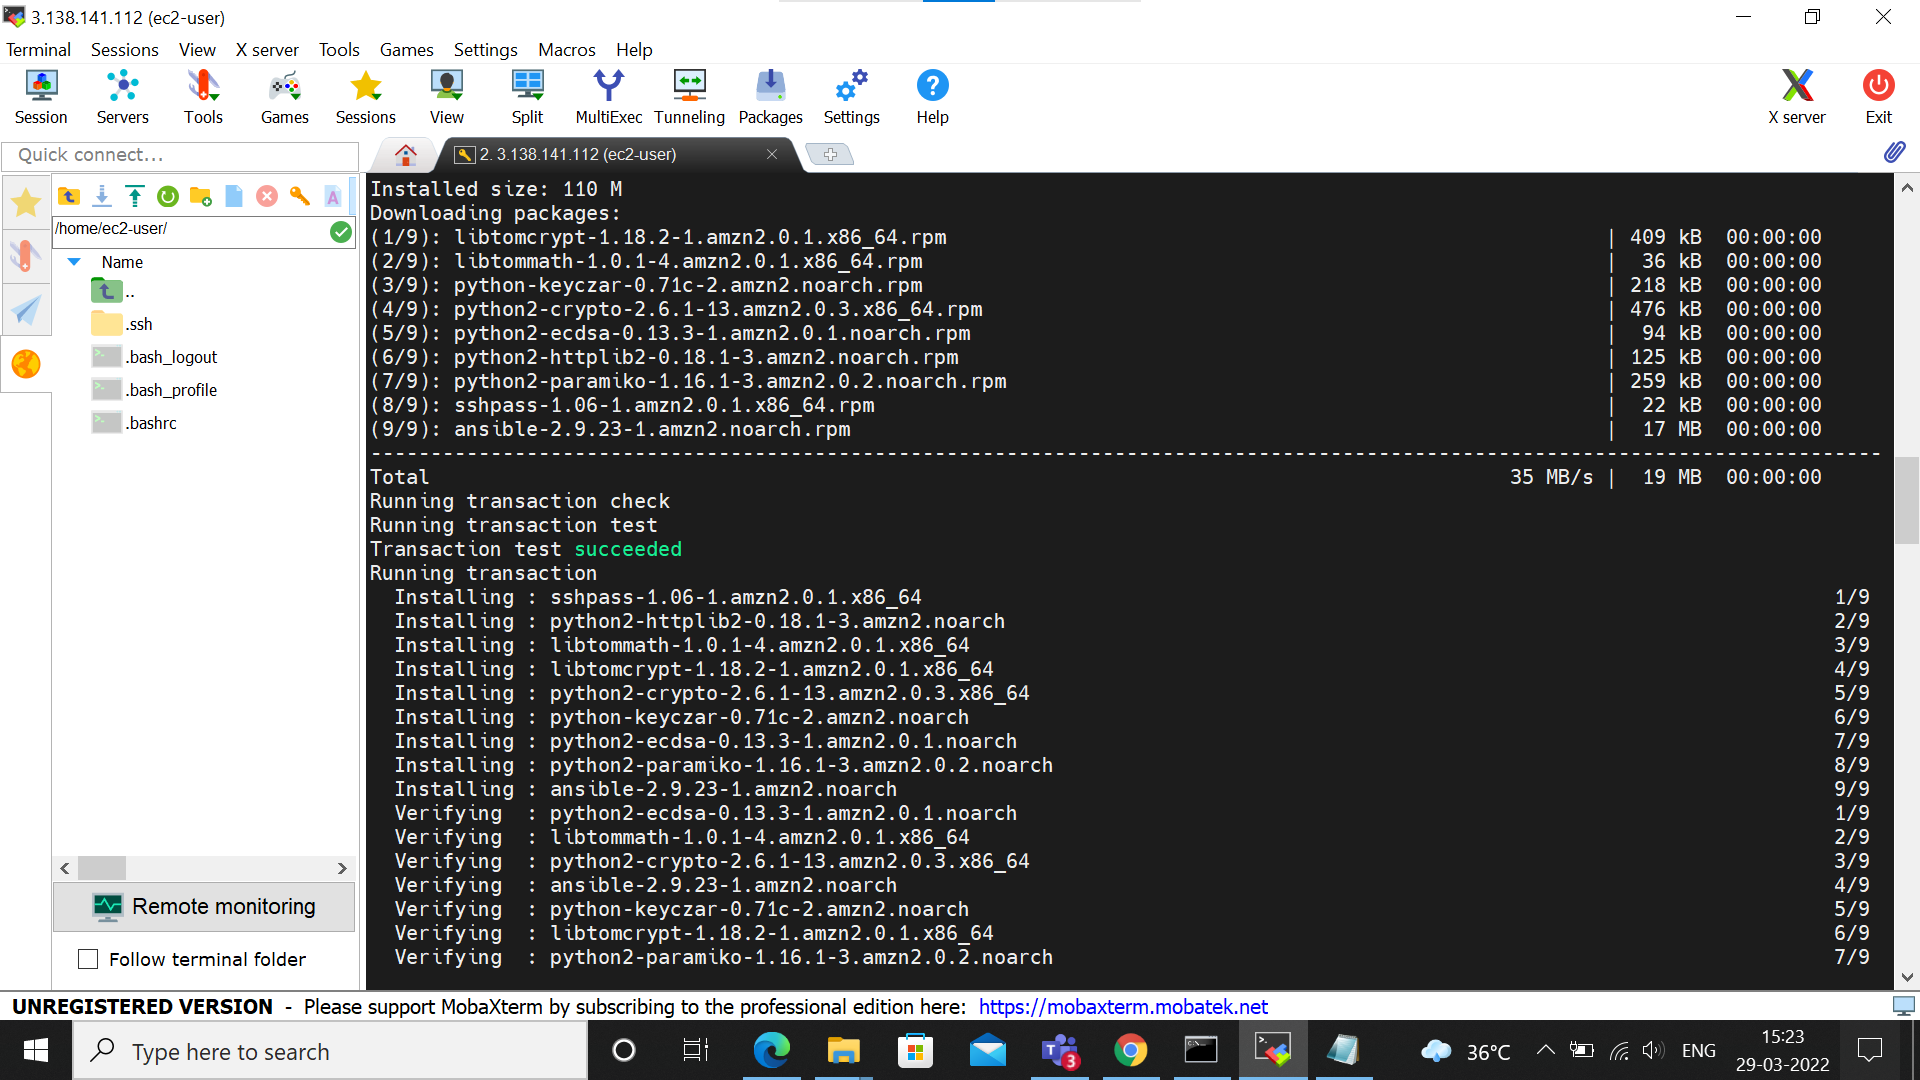 3.138.141.112 (ec2-user)
Terminal Sessions View X server Tools Games Settings Macros Help
Session Servers Tools Games Sessions View Split MultiExec Tunneling Packages Settings Help X server Exit
Quick connect...
2. 3.138.141.112 (ec2-user)
/home/ec2-user/
Name
..
.ssh
.bash_logout
.bash_profile
.bashrc
Remote monitoring
Follow terminal folder
Installed size: 110 M
Downloading packages:
(1/9): libtomcrypt-1.18.2-1.amzn2.0.1.x86_64.rpm | 409 kB 00:00:00
(2/9): libtommath-1.0.1-4.amzn2.0.1.x86_64.rpm | 36 kB 00:00:00
(3/9): python-keyczar-0.71c-2.amzn2.noarch.rpm | 218 kB 00:00:00
(4/9): python2-crypto-2.6.1-13.amzn2.0.3.x86_64.rpm | 476 kB 00:00:00
(5/9): python2-ecdsa-0.13.3-1.amzn2.0.1.noarch.rpm | 94 kB 00:00:00
(6/9): python2-httplib2-0.18.1-3.amzn2.noarch.rpm | 125 kB 00:00:00
(7/9): python2-paramiko-1.16.1-3.amzn2.0.2.noarch.rpm | 259 kB 00:00:00
(8/9): sshpass-1.06-1.amzn2.0.1.x86_64.rpm | 22 kB 00:00:00
(9/9): ansible-2.9.23-1.amzn2.noarch.rpm | 17 MB 00:00:00
------------------------------------------------------------------------------------------------------------------------------
Total 35 MB/s | 19 MB 00:00:00
Running transaction check
Running transaction test
Transaction test succeeded
Running transaction
Installing : sshpass-1.06-1.amzn2.0.1.x86_64 1/9
Installing : python2-httplib2-0.18.1-3.amzn2.noarch 2/9
Installing : libtommath-1.0.1-4.amzn2.0.1.x86_64 3/9
Installing : libtomcrypt-1.18.2-1.amzn2.0.1.x86_64 4/9
Installing : python2-crypto-2.6.1-13.amzn2.0.3.x86_64 5/9
Installing : python-keyczar-0.71c-2.amzn2.noarch 6/9
Installing : python2-ecdsa-0.13.3-1.amzn2.0.1.noarch 7/9
Installing : python2-paramiko-1.16.1-3.amzn2.0.2.noarch 8/9
Installing : ansible-2.9.23-1.amzn2.noarch 9/9
Verifying : python2-ecdsa-0.13.3-1.amzn2.0.1.noarch 1/9
Verifying : libtommath-1.0.1-4.amzn2.0.1.x86_64 2/9
Verifying : python2-crypto-2.6.1-13.amzn2.0.3.x86_64 3/9
Verifying : ansible-2.9.23-1.amzn2.noarch 4/9
Verifying : python-keyczar-0.71c-2.amzn2.noarch 5/9
Verifying : libtomcrypt-1.18.2-1.amzn2.0.1.x86_64 6/9
Verifying : python2-paramiko-1.16.1-3.amzn2.0.2.noarch 7/9
UNREGISTERED VERSION - Please support MobaXterm by subscribing to the professional edition here: https://mobaxterm.mobatek.net
Type here to search
3
36°C
ENG
15:23
29-03-2022